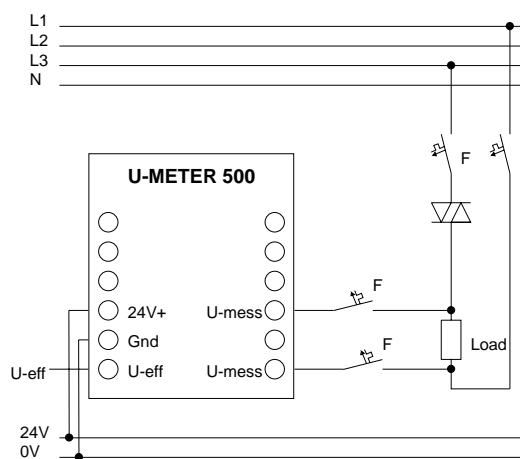 L1
L2
L3
N
F
U-METER 500
F
24V+ U-mess
Gnd
Load
F
U-eff U-eff U-mess
24V
0V